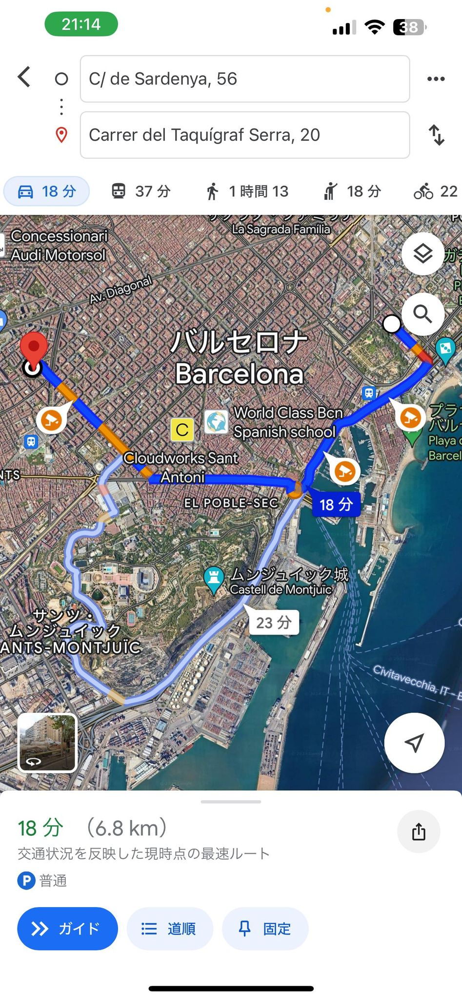 21:14
38
C/ de Sardenya, 56
Carrer del Taquígraf Serra, 20
18 分
37 分
1 時間 13
18 分
22
La Sagrada Família
Concessionari
Audi Motorsol
Av. Diagonal
バルセロナ
Barcelona
World Class Bcn
Spanish school
C
プラ
バル
Playa d
Barcel
Cloudworks Sant
Antoni
NTS
EL POBLE-SEC
18 分
ムンジュイック城
Castell de Montjuïc
23 分
サンツ・
ムンジュイック
ANTS-MONTJUÏC
Civitavecchia, IT - B
18 分 (6.8 km)
交通状況を反映した現時点の最速ルート
P 普通
ガイド
道順
固定